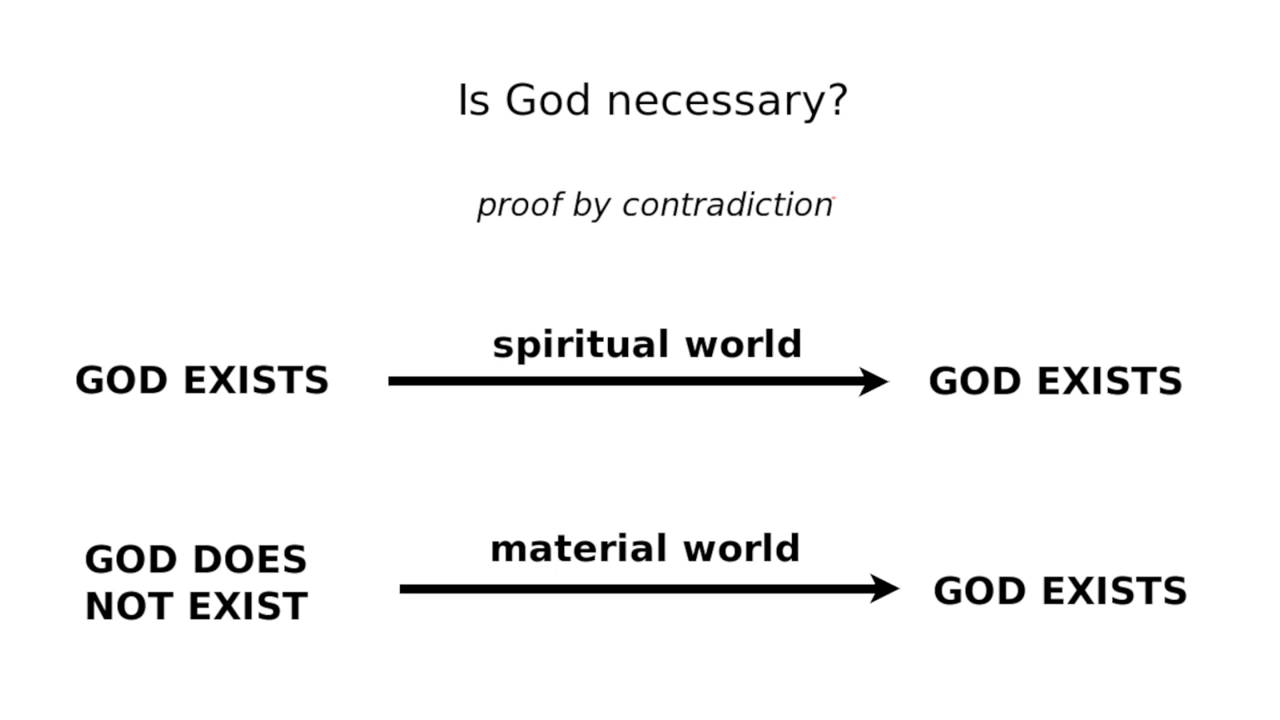 Is God necessary?
proof by contradiction
spiritual world
GOD EXISTS
GOD EXISTS
material world
GOD DOES
NOT EXIST
GOD EXISTS